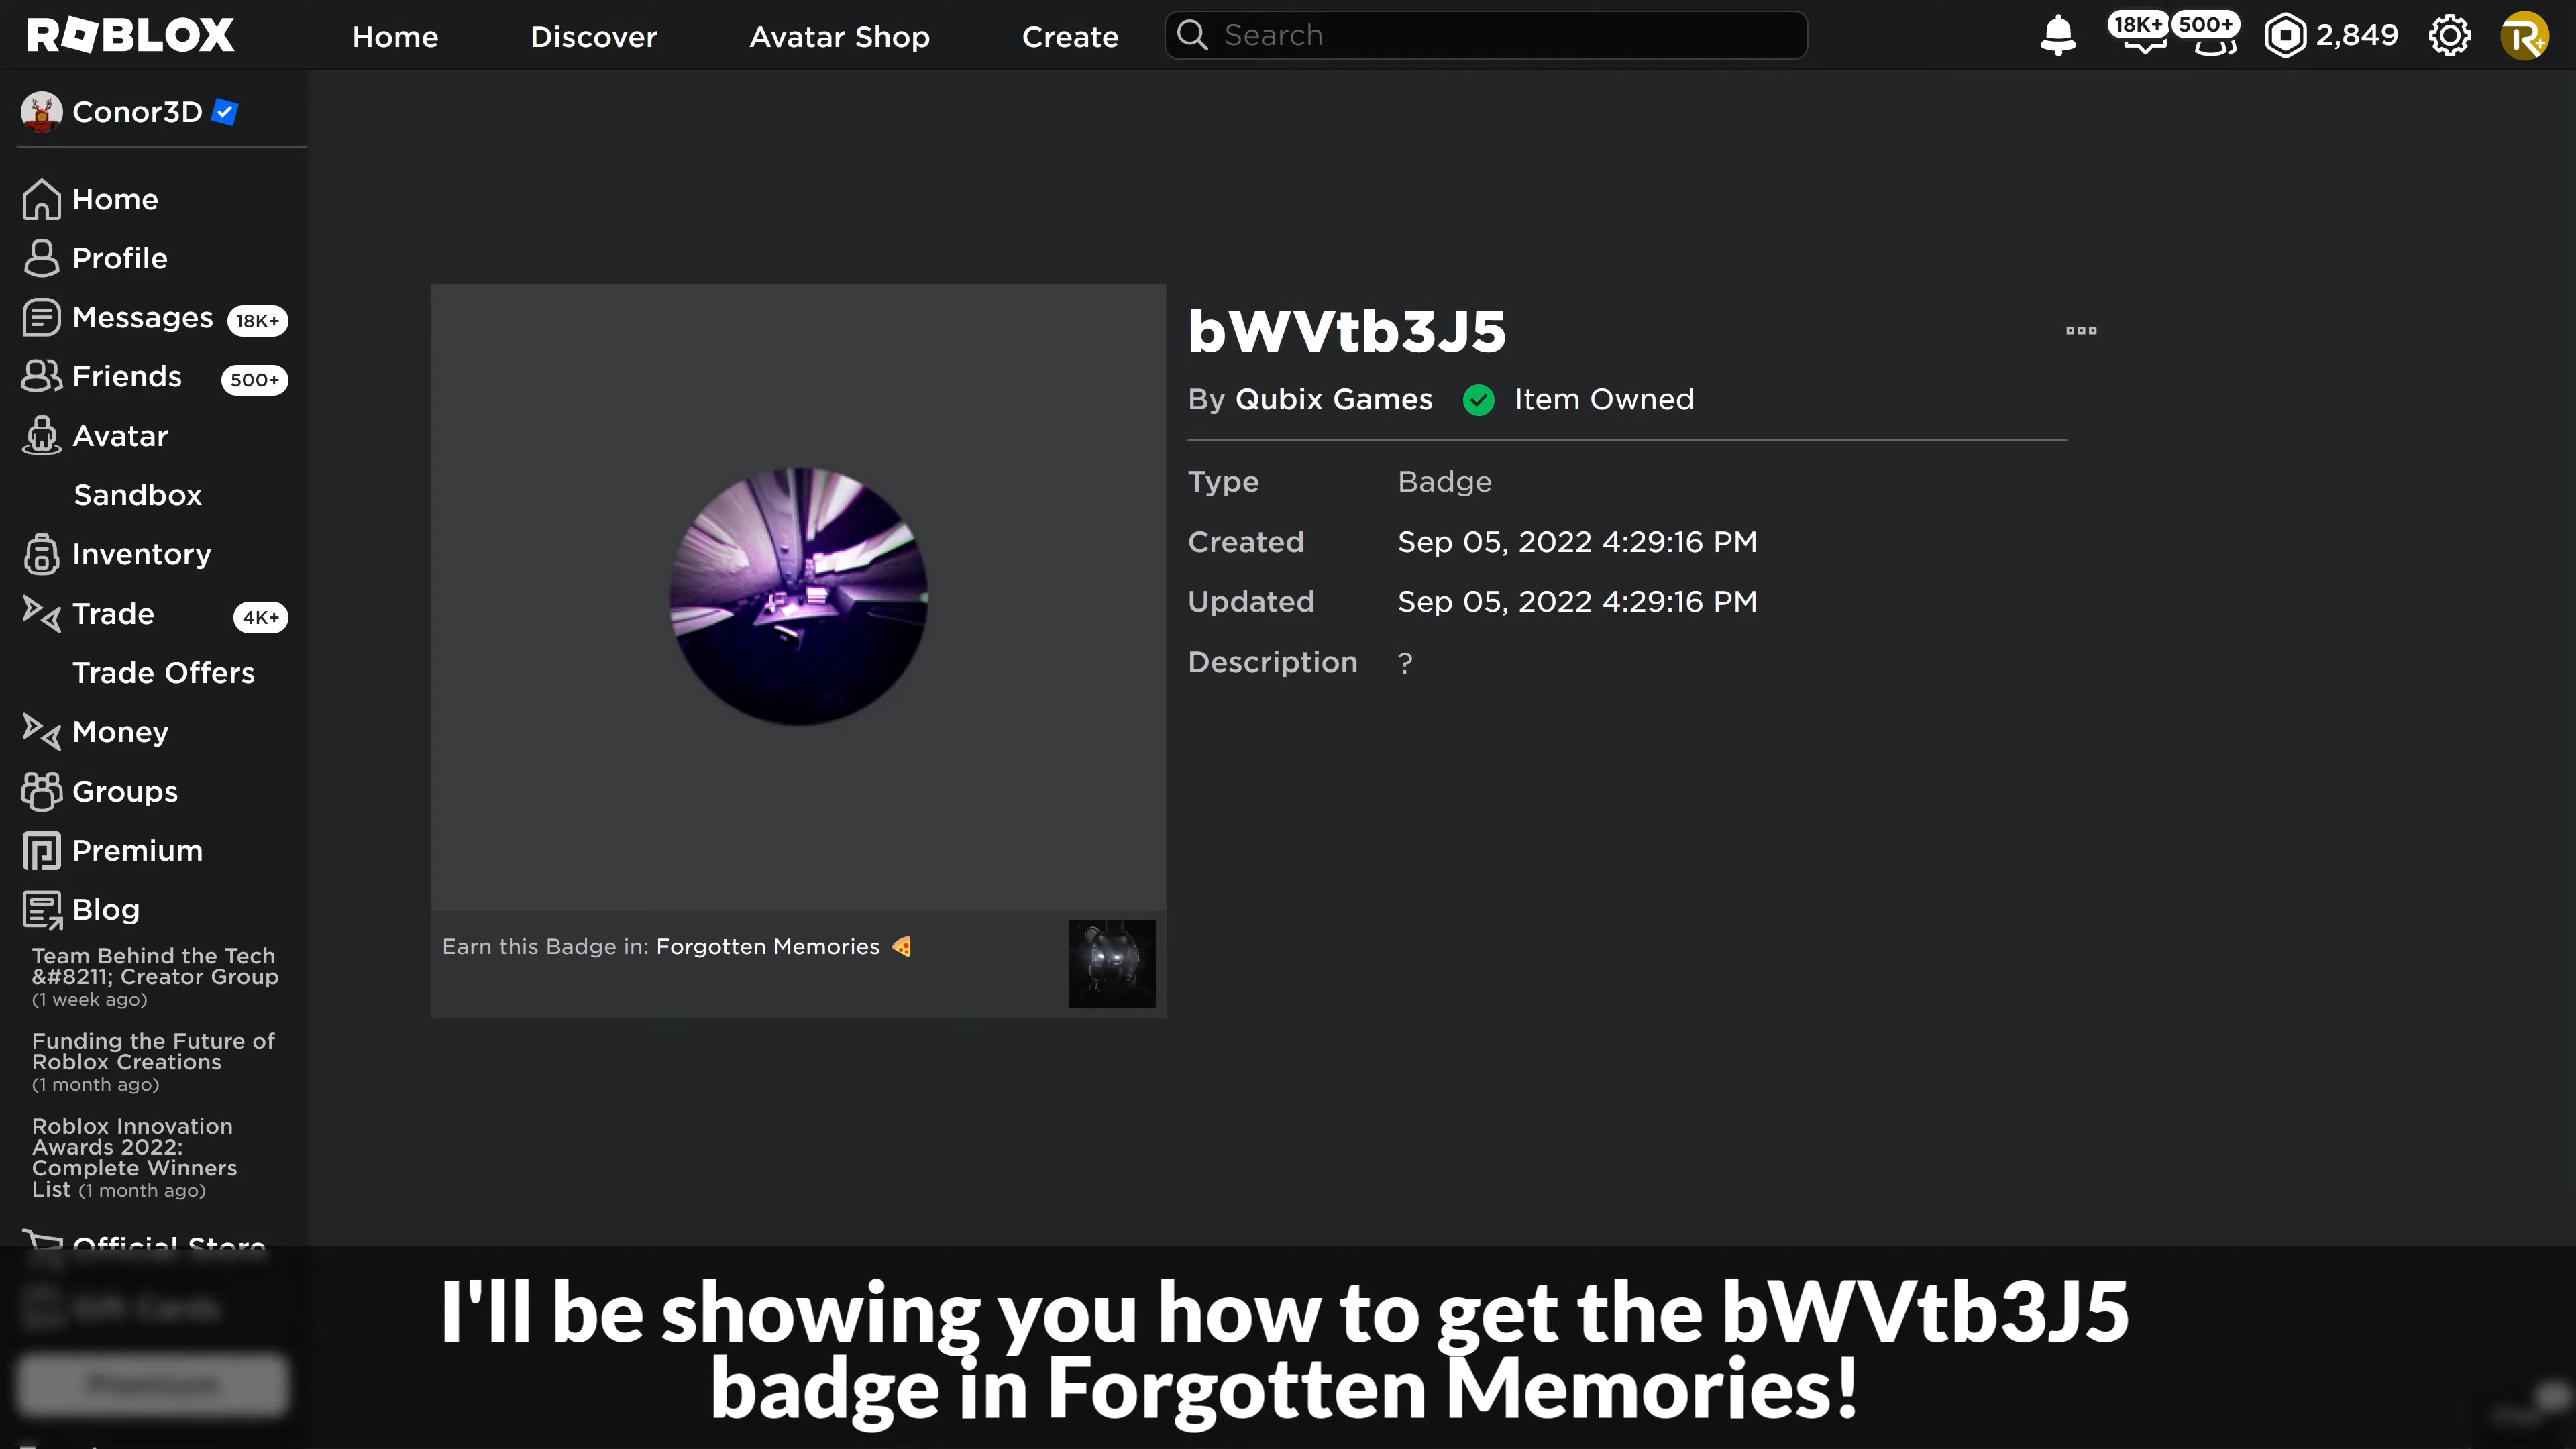 ROBLOX
Home
Discover
Avatar Shop
Create
Search
18K+
500+
2,849
Conor3D
Home
Profile
Messages 18K+
Friends 500+
Avatar
Sandbox
Inventory
Trade 4K+
Trade Offers
Money
Groups
Premium
Blog
Team Behind the Tech
&#8211; Creator Group
(1 week ago)
Funding the Future of
Roblox Creations
(1 month ago)
Roblox Innovation
Awards 2022:
Complete Winners
List (1 month ago)
Official Store
Gift Cards
Premium
bWVtb3J5
By Qubix Games Item Owned
Type Badge
Created Sep 05, 2022 4:29:16 PM
Updated Sep 05, 2022 4:29:16 PM
Description ?
Earn this Badge in: Forgotten Memories 🍕
I'll be showing you how to get the bWVtb3J5
badge in Forgotten Memories!